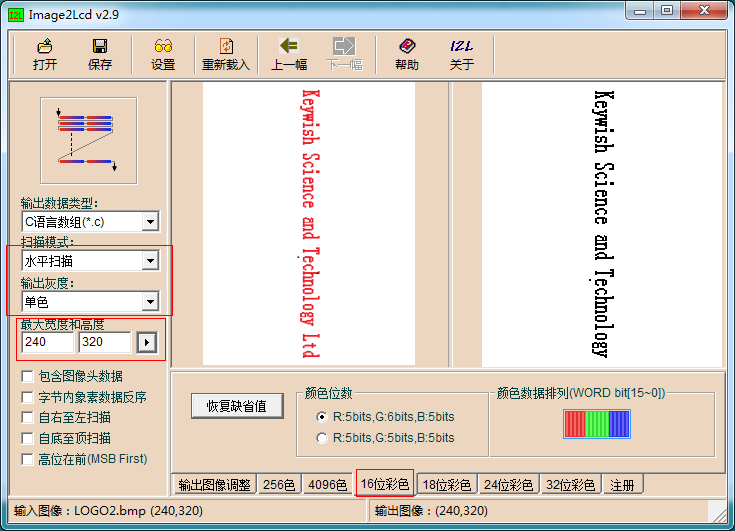 Image2Lcd v2.9
打开 保存 设置 重新载入 上一幅 下一幅 帮助 关于
I2L
输出数据类型:
C语言数组(*.c)
扫描模式:
水平扫描
输出灰度:
单色
最大宽度和高度
240 320
包含图像头数据
字节内象素数据反序
自右至左扫描
自底至顶扫描
高位在前(MSB First)
Keywish Science and Technology Ltd
Keywish Science and Technology
恢复缺省值
颜色位数
R:5bits,G:6bits,B:5bits
R:5bits,G:5bits,B:5bits
颜色数据排列(WORD bit[15~0])
输出图像调整 256色 4096色 16位彩色 18位彩色 24位彩色 32位彩色 注册
输入图像: LOGO2.bmp (240,320)
输出图像: (240,320)